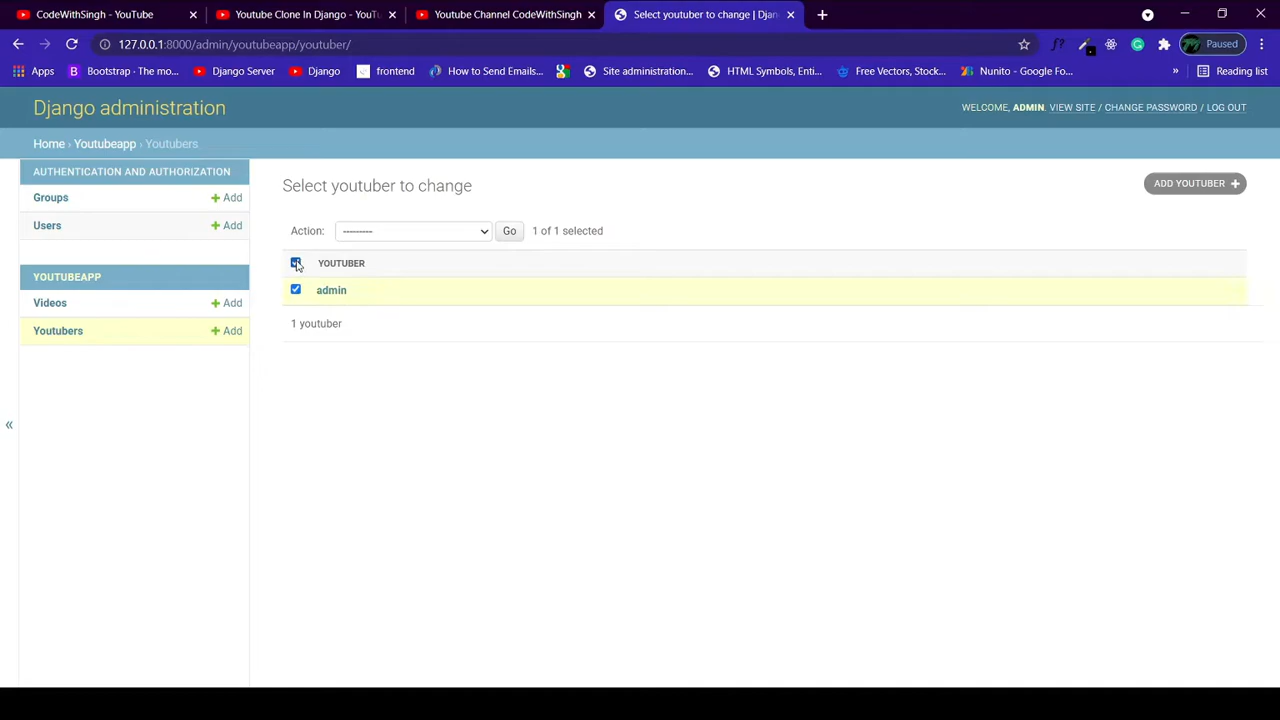 CodeWithSingh - YouTube
Youtube Clone In Django - YouTu
Youtube Channel CodeWithSingh
Select youtuber to change | Djan
127.0.0.1:8000/admin/youtubeapp/youtuber/
f?
Paused
Apps
Bootstrap · The mo...
Django Server
Django
frontend
How to Send Emails...
Site administration...
HTML Symbols, Enti...
Free Vectors, Stock...
Nunito - Google Fo...
»
Reading list
Django administration
WELCOME, ADMIN. VIEW SITE / CHANGE PASSWORD / LOG OUT
Home › Youtubeapp › Youtubers
AUTHENTICATION AND AUTHORIZATION
Groups + Add
Users + Add
YOUTUBEAPP
Videos + Add
Youtubers + Add
«
Select youtuber to change
ADD YOUTUBER +
Action: --------- Go 1 of 1 selected
YOUTUBER
admin
1 youtuber